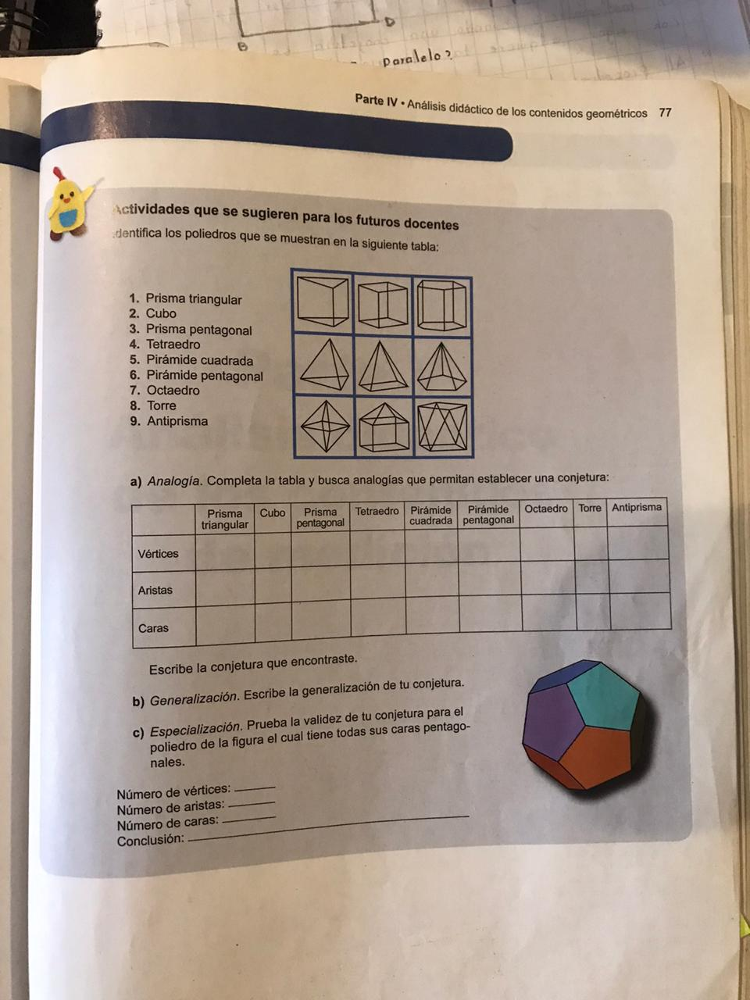 D
B
paralelo?
Parte IV • Análisis didáctico de los contenidos geométricos 77
Actividades que se sugieren para los futuros docentes
dentifica los poliedros que se muestran en la siguiente tabla:
1. Prisma triangular
2. Cubo
3. Prisma pentagonal
4. Tetraedro
5. Pirámide cuadrada
6. Pirámide pentagonal
7. Octaedro
8. Torre
9. Antiprisma
a) Analogía. Completa la tabla y busca analogías que permitan establecer una conjetura:
Prisma triangular Cubo Prisma pentagonal Tetraedro Pirámide cuadrada Pirámide pentagonal Octaedro Torre Antiprisma
Vértices
Aristas
Caras
Escribe la conjetura que encontraste.
b) Generalización. Escribe la generalización de tu conjetura.
c) Especialización. Prueba la validez de tu conjetura para el
poliedro de la figura el cual tiene todas sus caras pentago-
nales.
Número de vértices:
Número de aristas:
Número de caras:
Conclusión: